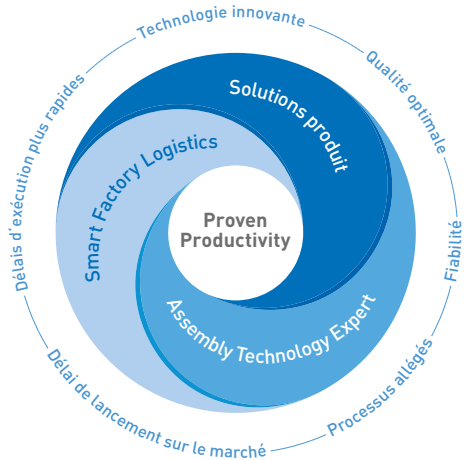 Technologie innovante
Qualité optimale
Fiabilité
Processus allégés
Délai de lancement sur le marché
Délais d'exécution plus rapides
Solutions produit
Smart Factory Logistics
Assembly Technology Expert
Proven
Productivity